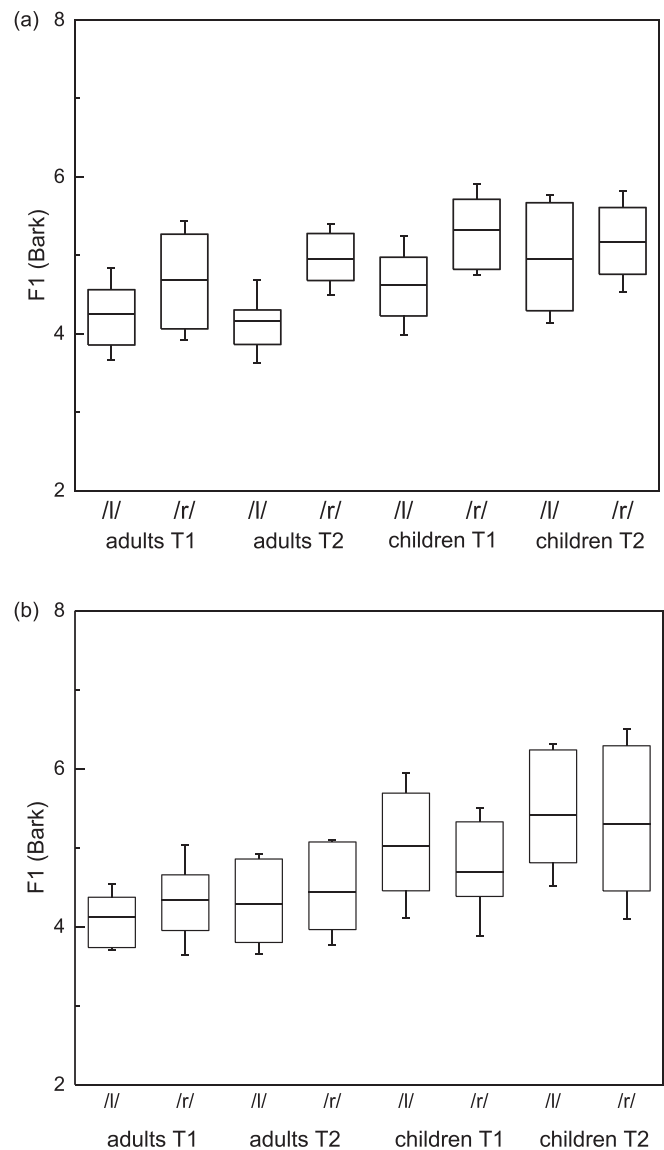 (a)
8
6
4
2
F1 (Bark)
/l/ /r/ /l/ /r/ /l/ /r/ /l/ /r/
adults T1 adults T2 children T1 children T2
(b)
8
6
4
2
F1 (Bark)
/l/ /r/ /l/ /r/ /l/ /r/ /l/ /r/
adults T1 adults T2 children T1 children T2